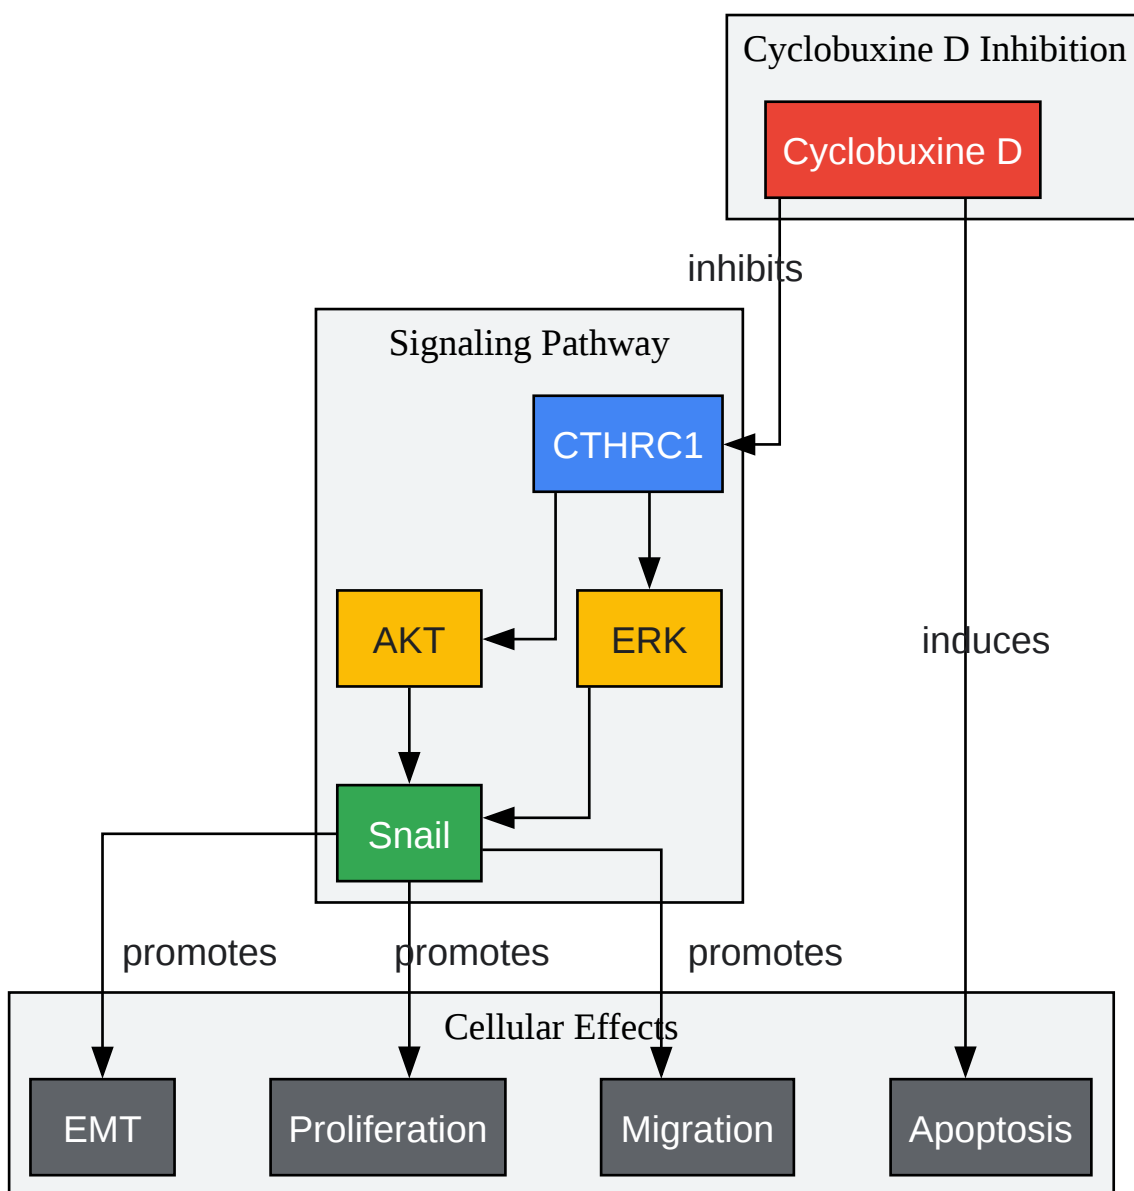 Cyclobuxine D Inhibition
Cyclobuxine D
inhibits
Signaling Pathway
CTHRC1
AKT
ERK
induces
Snail
promotes
promotes
promotes
Cellular Effects
EMT
Proliferation
Migration
Apoptosis